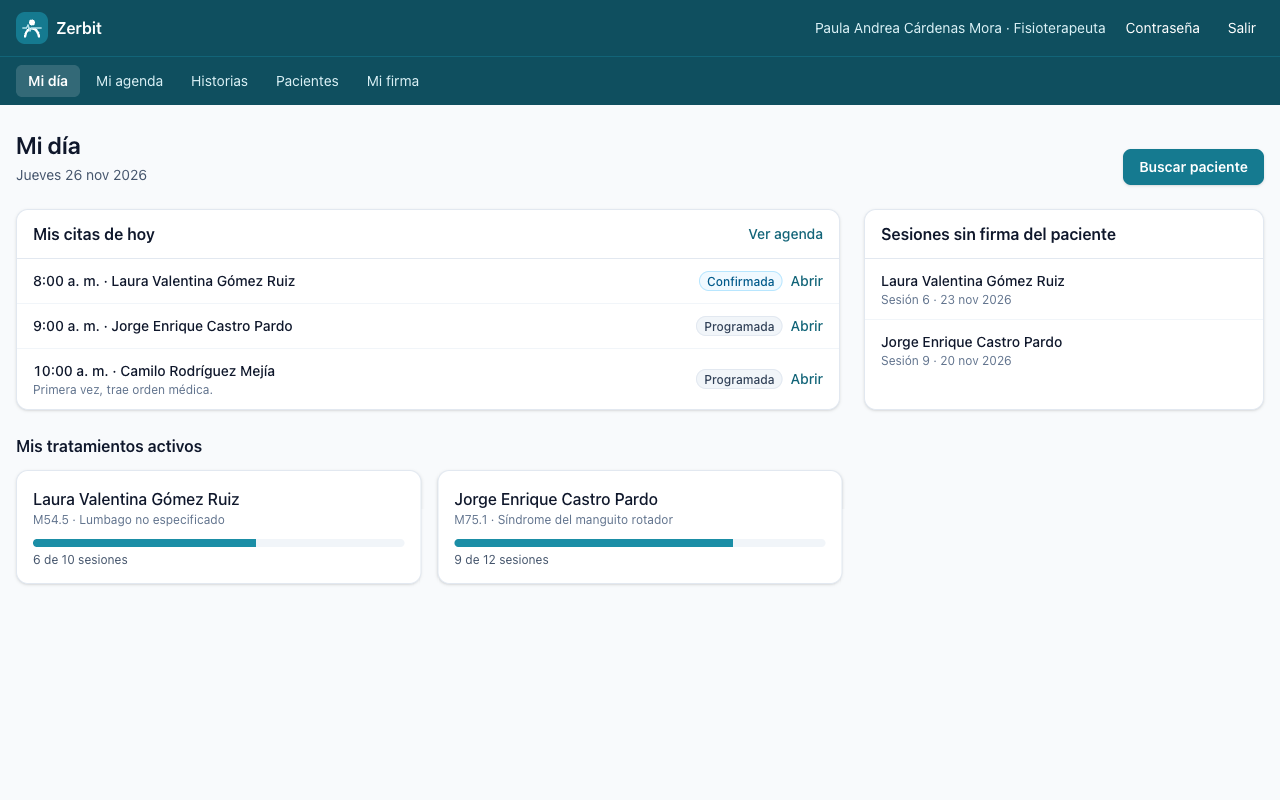 Zerbit
Paula Andrea Cárdenas Mora · Fisioterapeuta
Contraseña
Salir
Mi día
Mi agenda
Historias
Pacientes
Mi firma
Mi día
Jueves 26 nov 2026
Buscar paciente
Mis citas de hoy
Ver agenda
8:00 a. m. · Laura Valentina Gómez Ruiz
Confirmada
Abrir
9:00 a. m. · Jorge Enrique Castro Pardo
Programada
Abrir
10:00 a. m. · Camilo Rodríguez Mejía
Primera vez, trae orden médica.
Programada
Abrir
Sesiones sin firma del paciente
Laura Valentina Gómez Ruiz
Sesión 6 · 23 nov 2026
Jorge Enrique Castro Pardo
Sesión 9 · 20 nov 2026
Mis tratamientos activos
Laura Valentina Gómez Ruiz
M54.5 · Lumbago no especificado
6 de 10 sesiones
Jorge Enrique Castro Pardo
M75.1 · Síndrome del manguito rotador
9 de 12 sesiones